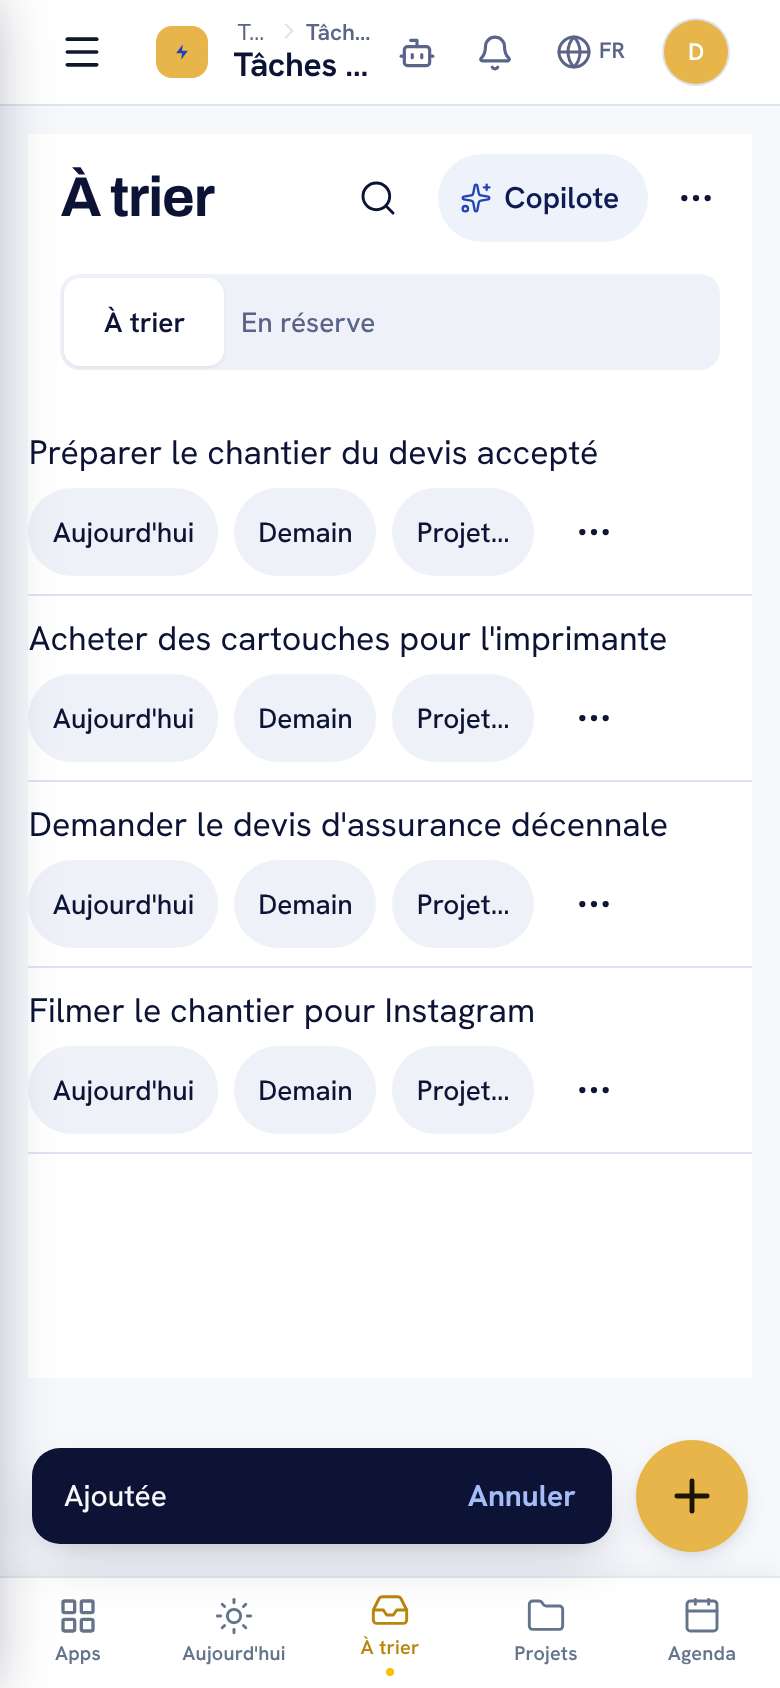 T... > Tâch...
Tâches ...
FR
D
À trier
Copilote
À trier
En réserve
Préparer le chantier du devis accepté
Aujourd'hui
Demain
Projet...
Acheter des cartouches pour l'imprimante
Aujourd'hui
Demain
Projet...
Demander le devis d'assurance décennale
Aujourd'hui
Demain
Projet...
Filmer le chantier pour Instagram
Aujourd'hui
Demain
Projet...
Ajoutée
Annuler
Apps
Aujourd'hui
À trier
Projets
Agenda